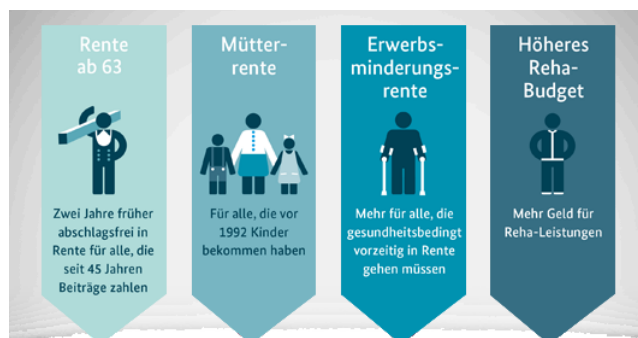 Rente
ab 63
Zwei Jahre früher
abschlagsfrei in
Rente für alle, die
seit 45 Jahren
Beiträge zahlen
Mütter-
rente
Für alle, die vor
1992 Kinder
bekommen haben
Erwerbs-
minderungs-
rente
Mehr für alle, die
gesundheitsbedingt
vorzeitig in Rente
gehen müssen
Höheres
Reha-
Budget
Mehr Geld für
Reha-Leistungen